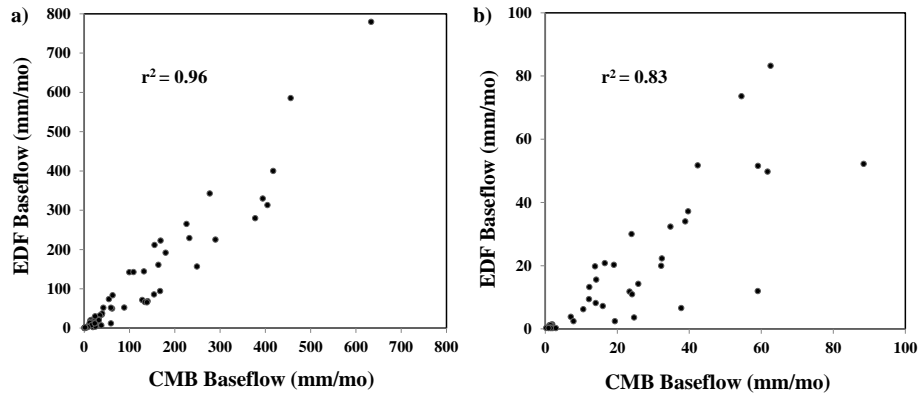 a)
800
700
600
500
400
300
200
100
0
EDF Baseflow (mm/mo)
r² = 0.96
0 100 200 300 400 500 600 700 800
CMB Baseflow (mm/mo)
b)
100
80
60
40
20
0
EDF Baseflow (mm/mo)
r² = 0.83
0 20 40 60 80 100
CMB Baseflow (mm/mo)